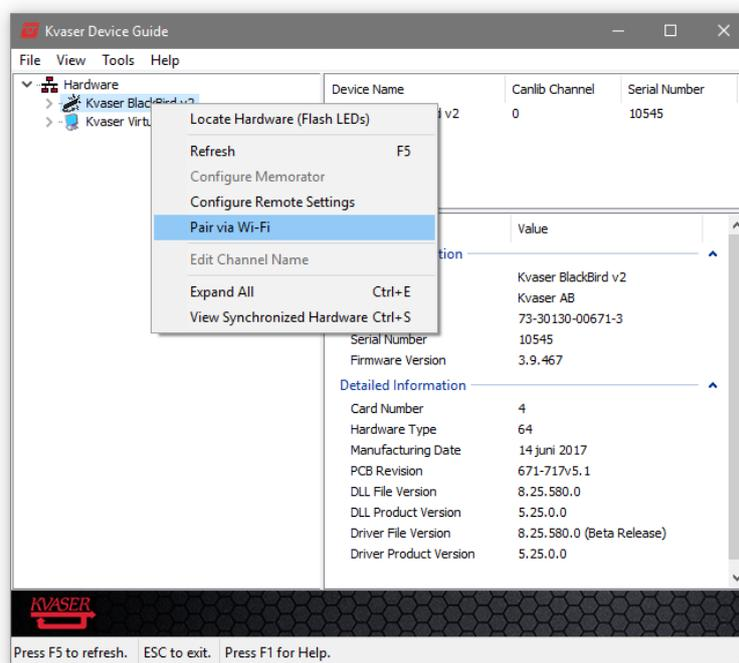 Kvaser Device Guide
File View Tools Help
Hardware
Kvaser BlackBird v2
Kvaser
Device Name Canlib Channel Serial Number
v2 0 10545
Locate Hardware (Flash LEDs)
Refresh F5
Configure Memorator
Configure Remote Settings
Pair via Wi-Fi
Edit Channel Name
Expand All Ctrl+E
View Synchronized Hardware Ctrl+S
Value
Kvaser BlackBird v2
Kvaser AB
73-30130-00671-3
Serial Number 10545
Firmware Version 3.9.467
Detailed Information
Card Number 4
Hardware Type 64
Manufacturing Date 14 juni 2017
PCB Revision 671-717v5.1
DLL File Version 8.25.580.0
DLL Product Version 5.25.0.0
Driver File Version 8.25.580.0 (Beta Release)
Driver Product Version 5.25.0.0
KVASER
Press F5 to refresh. ESC to exit. Press F1 for Help.